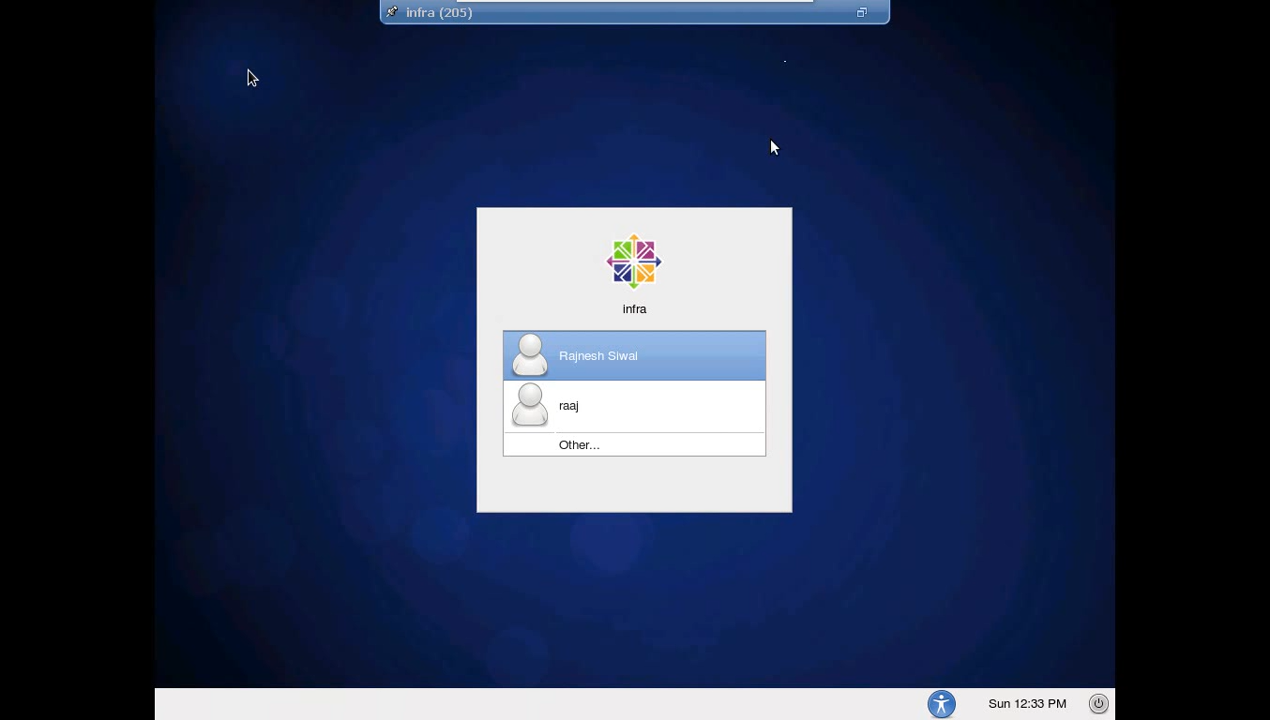 infra (205)
infra
Rajnesh Siwal
raaj
Other...
Sun 12:33 PM